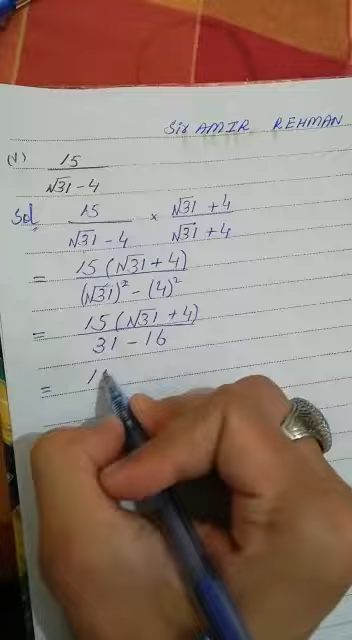 Sir AMIR REHMAN
(v) 15 / √31 - 4
Sol. 15 / √31 - 4 × √31 + 4 / √31 + 4
= 15 (√31 + 4) / (√31)² - (4)²
= 15 (√31 + 4) / 31 - 16
= 1